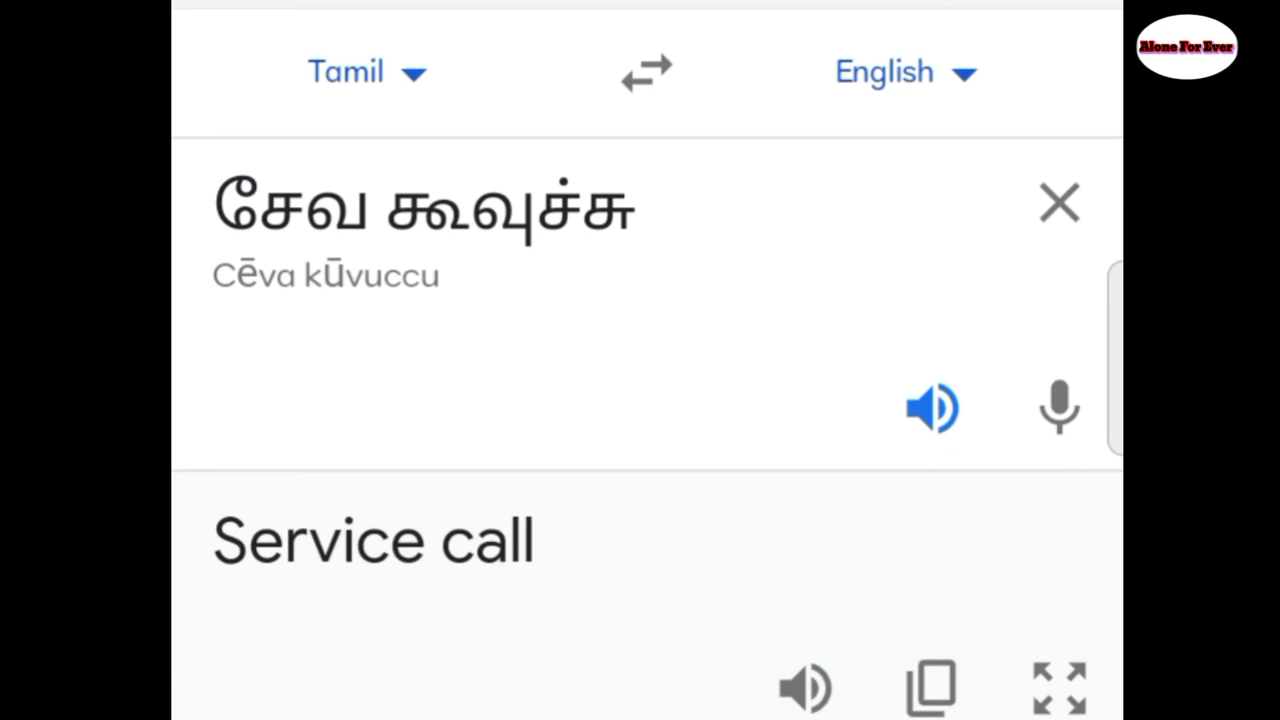 Tamil English
Alone For Ever
சேவ கூவுச்சு
Cēva kūvuccu
Service call